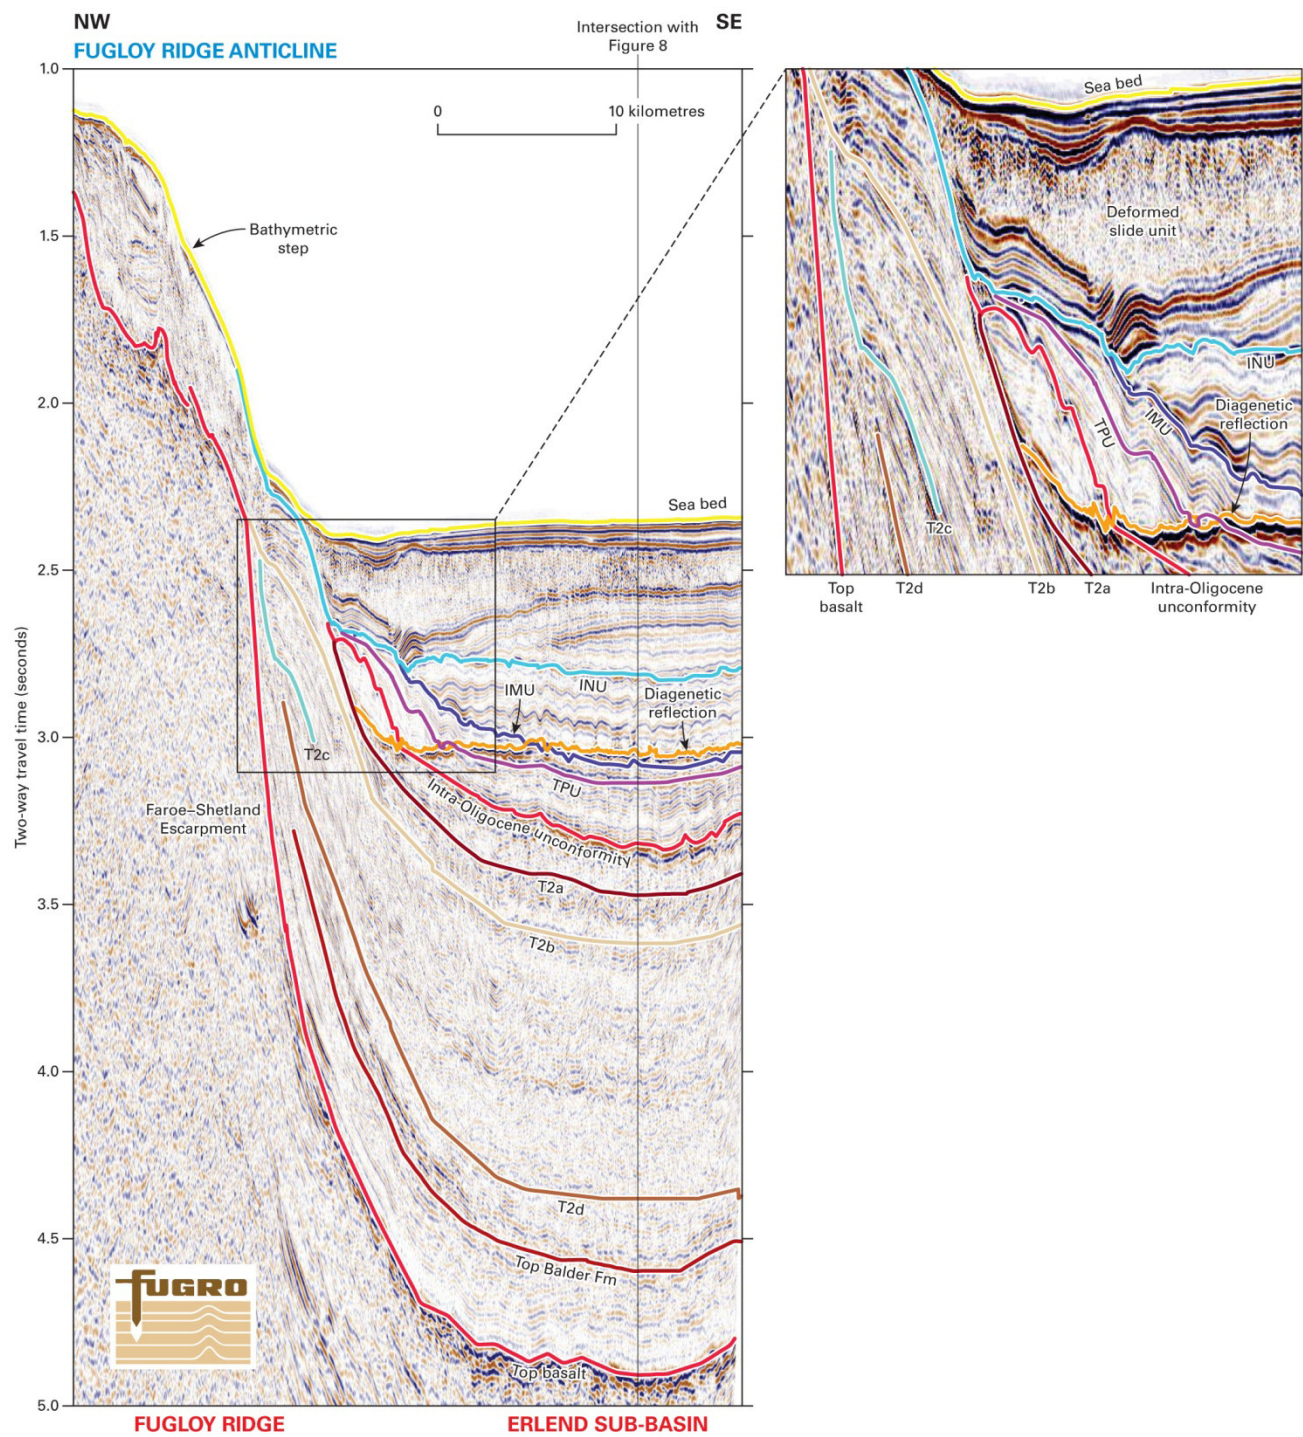 NW
SE
FUGLOY RIDGE ANTICLINE
Intersection with
Figure 8
1.0
0
10 kilometres
Bathymetric
step
1.5
2.0
Sea bed
2.5
INU
IMU
Diagenetic
reflection
3.0
T2c
TPU
Intra-Oligocene unconformity
Faroe–Shetland
Escarpment
T2a
3.5
T2b
4.0
T2d
4.5
Top Balder Fm
Top basalt
5.0
Two-way travel time (seconds)
FUGRO
FUGLOY RIDGE
ERLEND SUB-BASIN
Sea bed
Deformed
slide unit
INU
Diagenetic
reflection
IMU
TPU
T2c
Top
basalt
T2d
T2b
T2a
Intra-Oligocene
unconformity